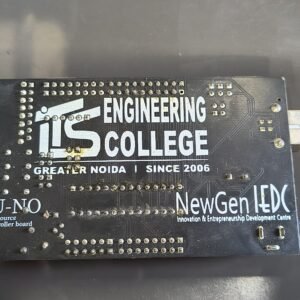 iTS ENGINEERING
COLLEGE
GREATER NOIDA | SINCE 2006
U-NO
source
roller board
NewGen IEDC
Innovation & Entrepreneurship Development Centre